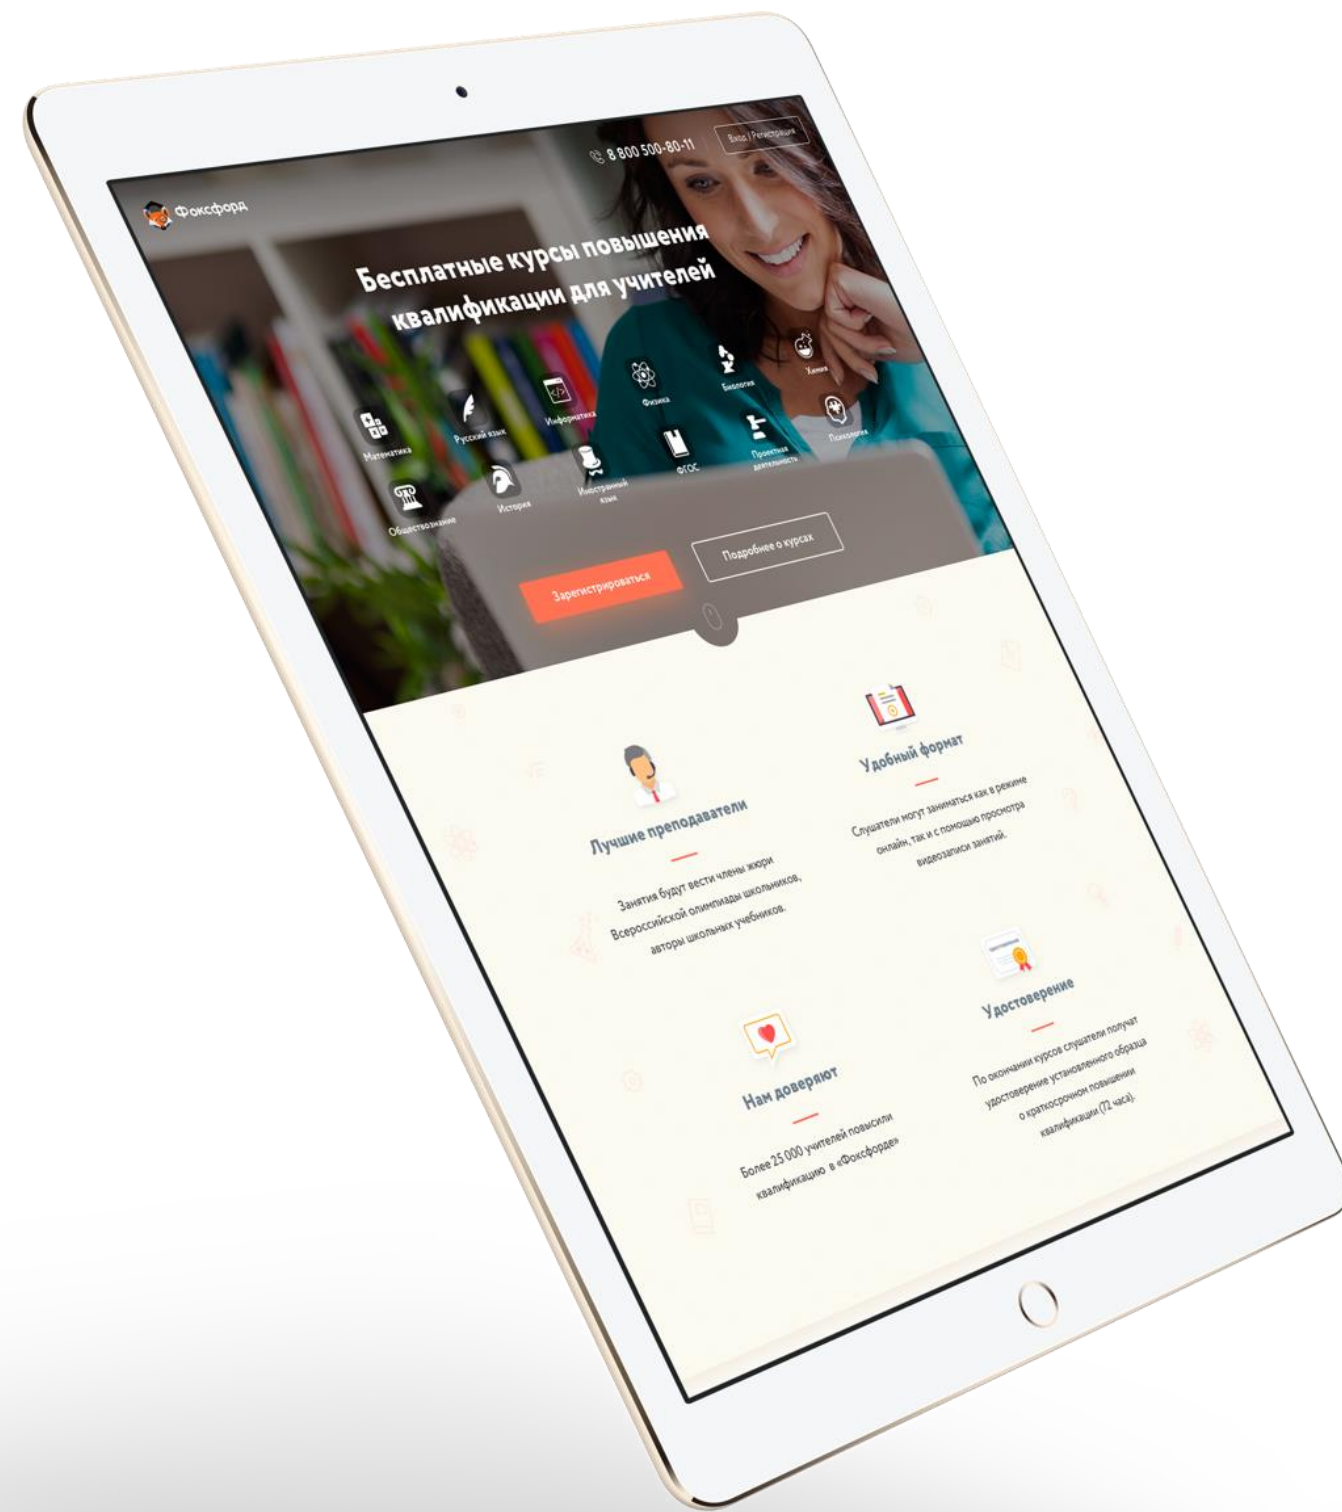 Фоксфорд
8 800 500-80-11
Вход / Регистрация
Бесплатные курсы повышения
квалификации для учителей
Математика
Русский язык
Информатика
Физика
Биология
Химия
Обществознание
История
Иностранный
язык
ФГОС
Проектная
деятельность
Психология
Зарегистрироваться
Подробнее о курсах
Лучшие преподаватели
Занятия будут вести члены жюри
Всероссийской олимпиады школьников,
авторы школьных учебников.
Удобный формат
Слушатели могут заниматься как в режиме
онлайн, так и с помощью просмотра
видеозаписи занятий.
Нам доверяют
Более 25 000 учителей повысили
квалификацию в «Фоксфорде»
Удостоверение
По окончании курсов слушатели получат
удостоверение установленного образца
о краткосрочном повышении
квалификации (72 часа).